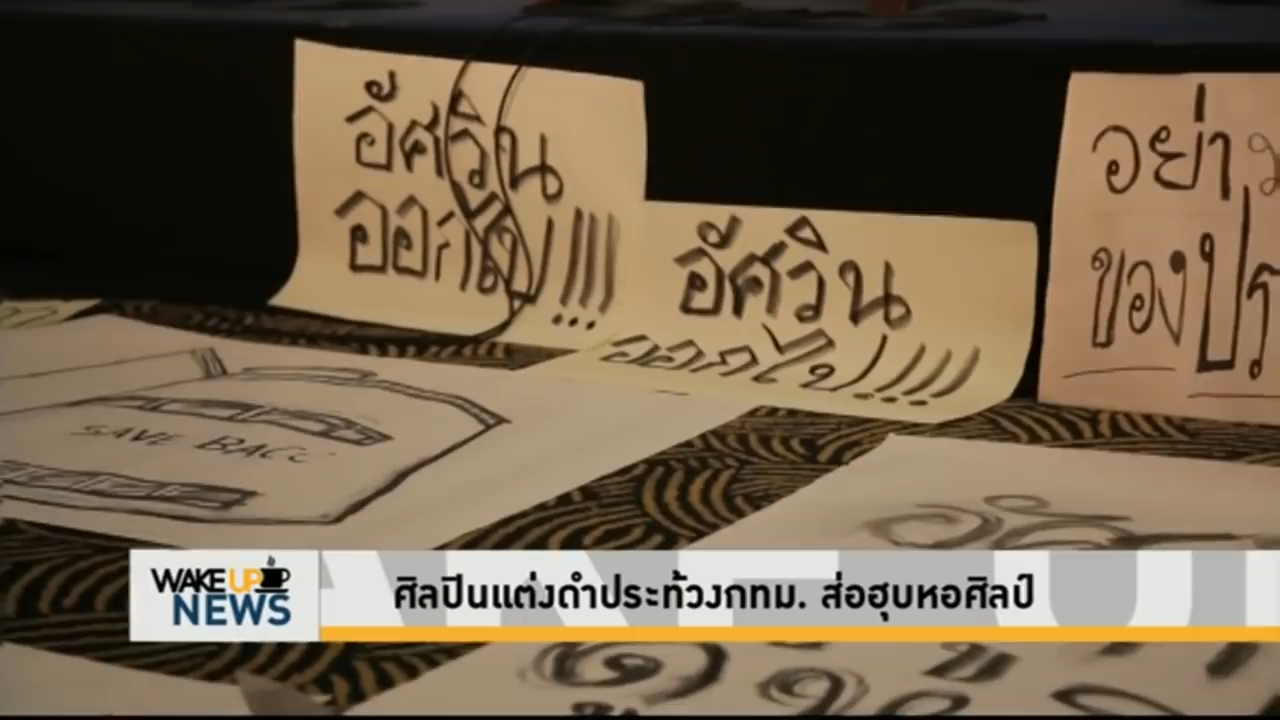 อัศวิน
ออกไป!!!
อัศวิน
ออกไป!!!!
อย่า
ของปร
SAVE BACC
WAKE UP
NEWS
ศิลปินแต่งดำประท้วงกทม. ส่อฮุบหอศิลป์